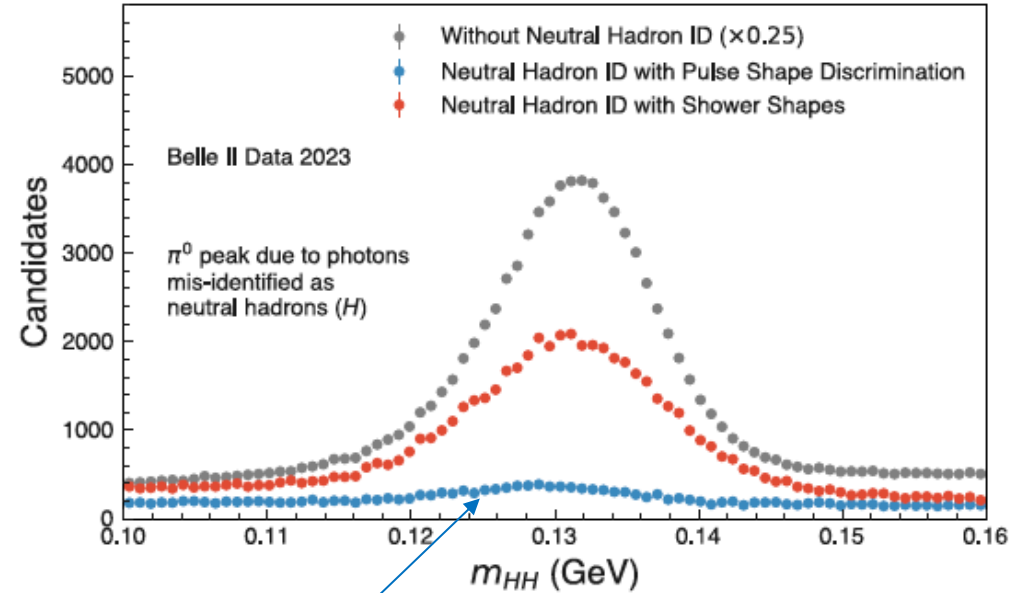 Without Neutral Hadron ID (×0.25)
Neutral Hadron ID with Pulse Shape Discrimination
Neutral Hadron ID with Shower Shapes
Belle II Data 2023
π⁰ peak due to photons
mis-identified as
neutral hadrons (H)
Candidates
5000
4000
3000
2000
1000
0
0.10 0.11 0.12 0.13 0.14 0.15 0.16
m_HH (GeV)